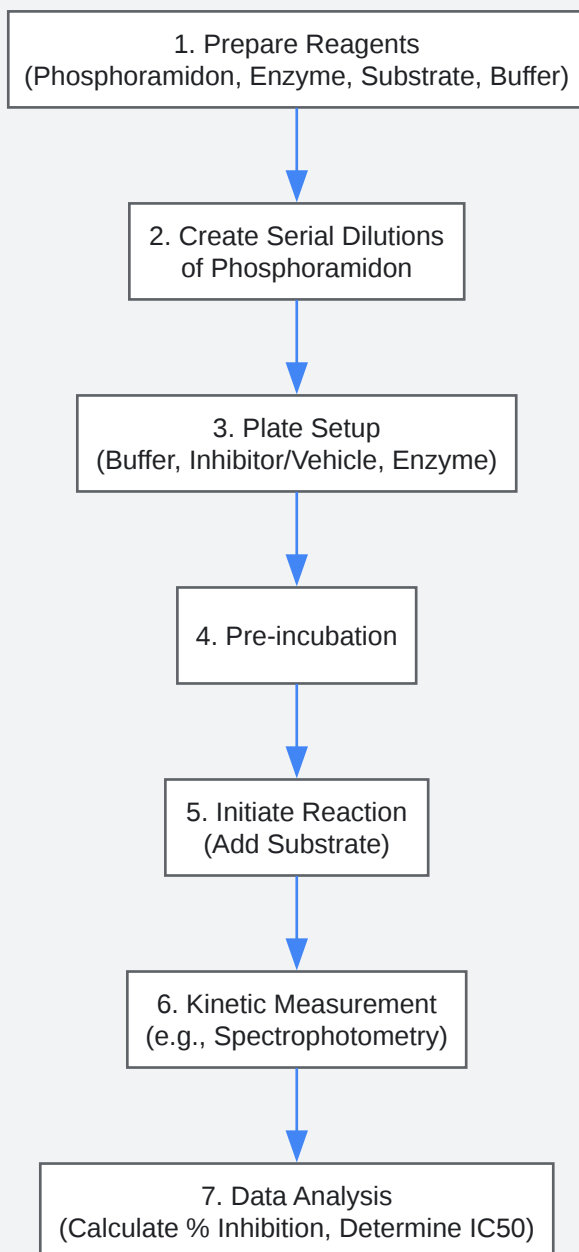 1. Prepare Reagents
(Phosphoramidon, Enzyme, Substrate, Buffer)
2. Create Serial Dilutions
of Phosphoramidon
3. Plate Setup
(Buffer, Inhibitor/Vehicle, Enzyme)
4. Pre-incubation
5. Initiate Reaction
(Add Substrate)
6. Kinetic Measurement
(e.g., Spectrophotometry)
7. Data Analysis
(Calculate % Inhibition, Determine IC50)